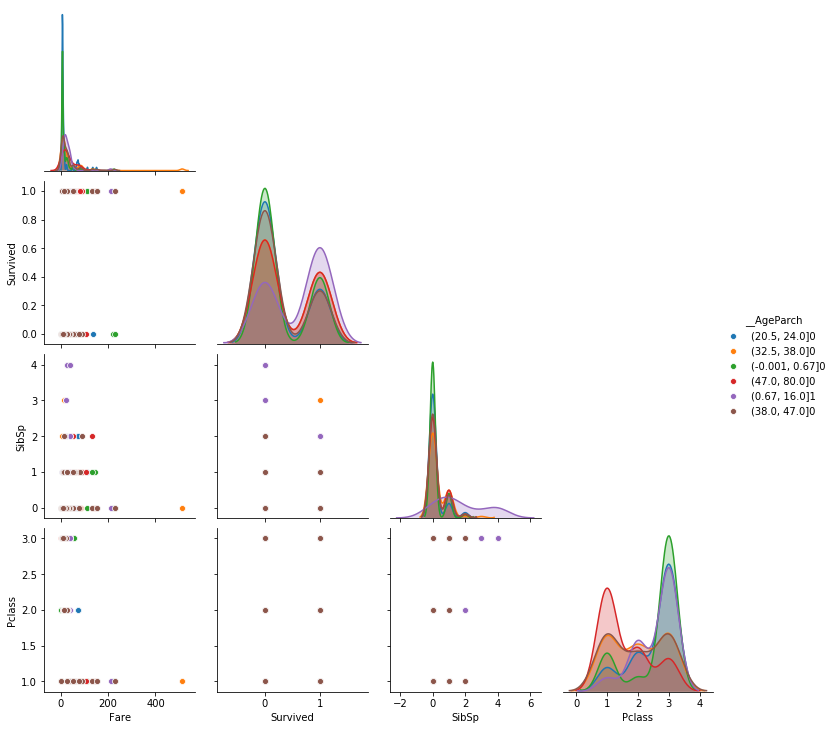 1.0
0.8
0.6
0.4
0.2
0.0
Survived
4
3
2
1
0
SibSp
3.0
2.5
2.0
1.5
1.0
Pclass
0 200 400
Fare
0 1
Survived
−2 0 2 4 6
SibSp
0 1 2 3 4
Pclass
__AgeParch
(20.5, 24.0]0
(32.5, 38.0]0
(-0.001, 0.67]0
(47.0, 80.0]0
(0.67, 16.0]1
(38.0, 47.0]0